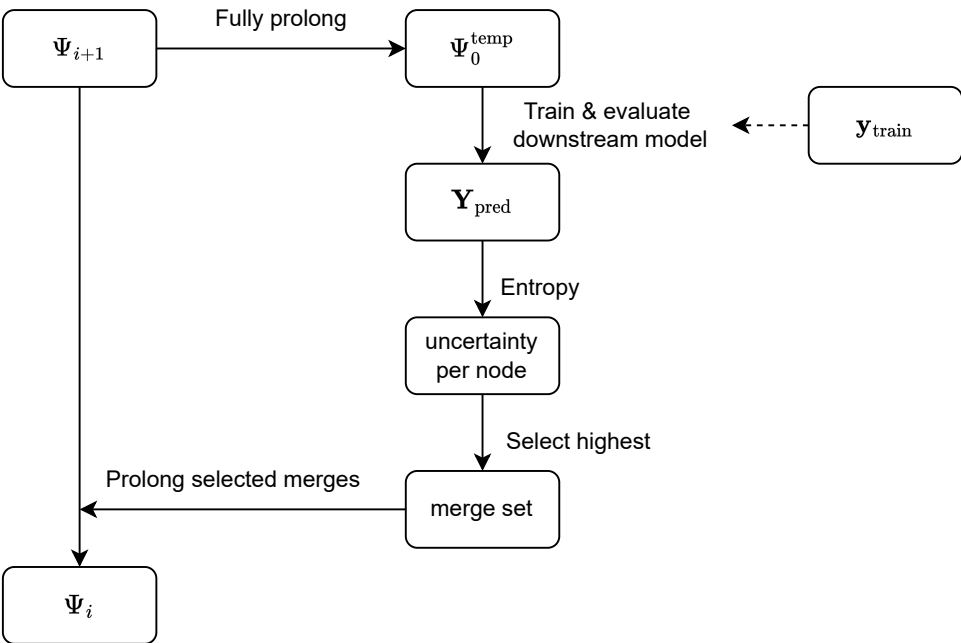 Fully prolong
Ψ_{i+1}
Ψ_0^{temp}
Train & evaluate
downstream model
y_{train}
Y_{pred}
Entropy
uncertainty
per node
Select highest
Prolong selected merges
merge set
Ψ_i